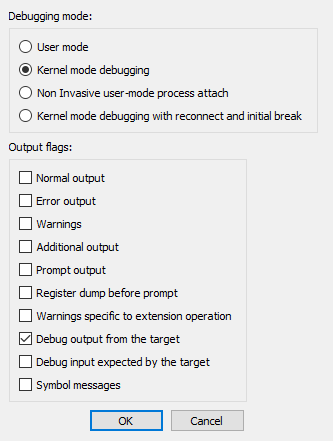 Debugging mode:
User mode
Kernel mode debugging
Non Invasive user-mode process attach
Kernel mode debugging with reconnect and initial break
Output flags:
Normal output
Error output
Warnings
Additional output
Prompt output
Register dump before prompt
Warnings specific to extension operation
Debug output from the target
Debug input expected by the target
Symbol messages
OK Cancel